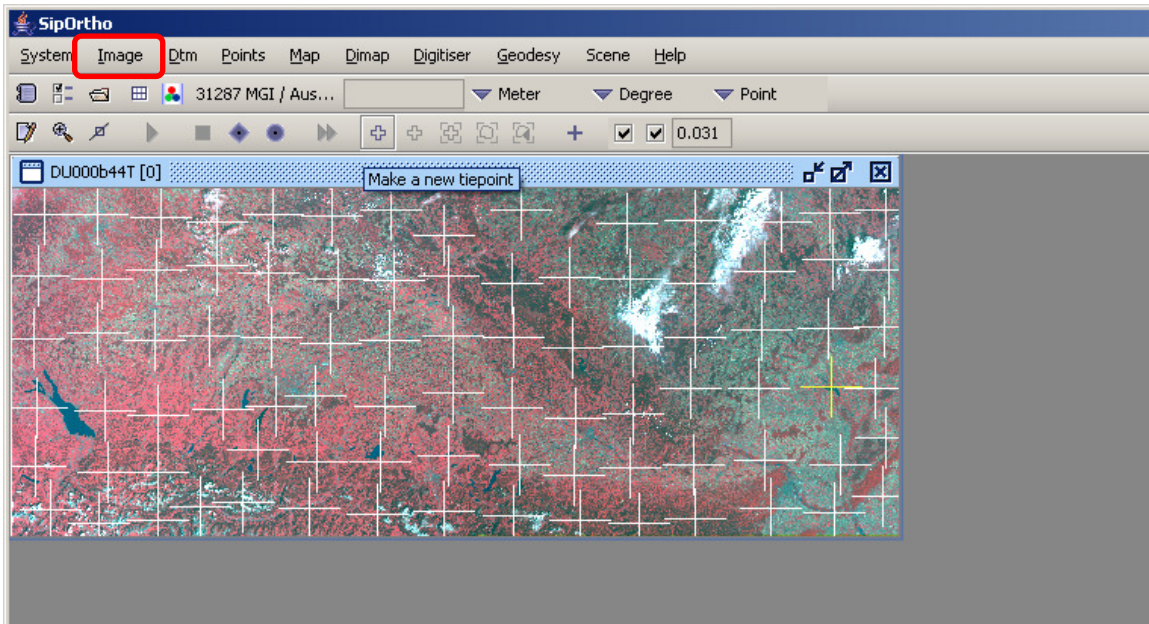 SipOrtho
System Image Dtm Points Map Dimap Digitiser Geodesy Scene Help
31287 MGI / Aus... Meter Degree Point
0.031
DU000b44T [0]
Make a new tiepoint